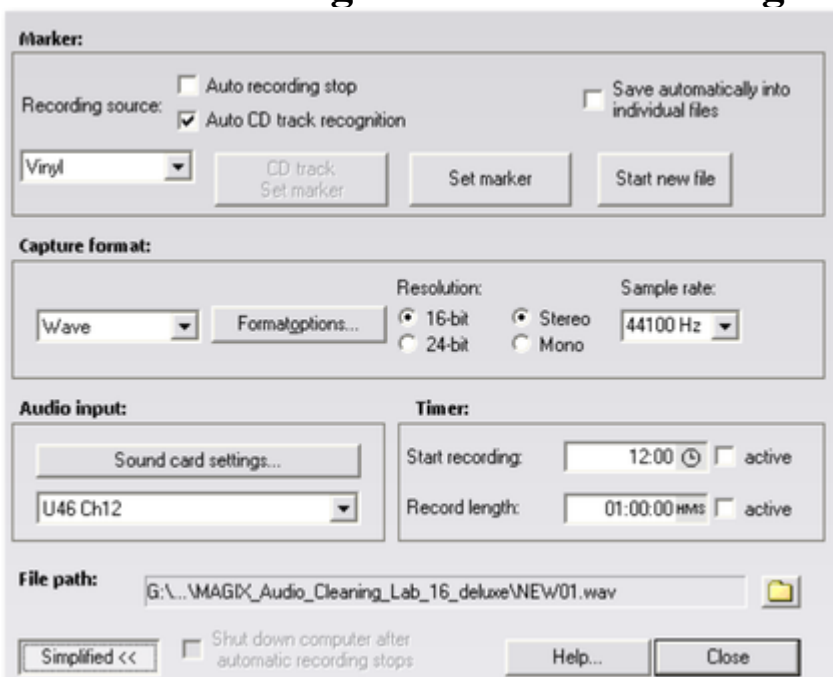 Marker:
Auto recording stop
Save automatically into
individual files
Recording source:
Auto CD track recognition
Vinyl
CD track
Set marker
Set marker
Start new file
Capture format:
Resolution:
Sample rate:
Wave
Formatoptions...
16-bit
Stereo
44100 Hz
24-bit
Mono
Audio input:
Timer:
Sound card settings...
Start recording:
12:00
active
U46 Ch12
Record length:
01:00:00 HMS
active
File path:
G:\...\MAGIX_Audio_Cleaning_Lab_16_deluxe\NEW01.wav
Simplified <<
Shut down computer after
automatic recording stops
Help...
Close